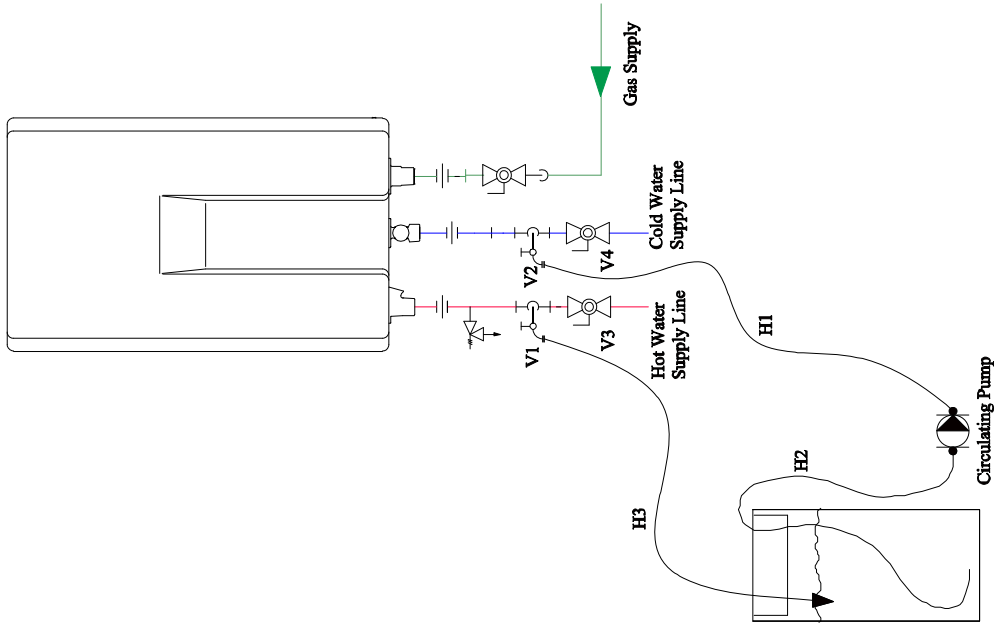 Gas Supply
Cold Water
Supply Line
V2
V4
Hot Water
Supply Line
V1
V3
H1
H2
H3
Circulating Pump